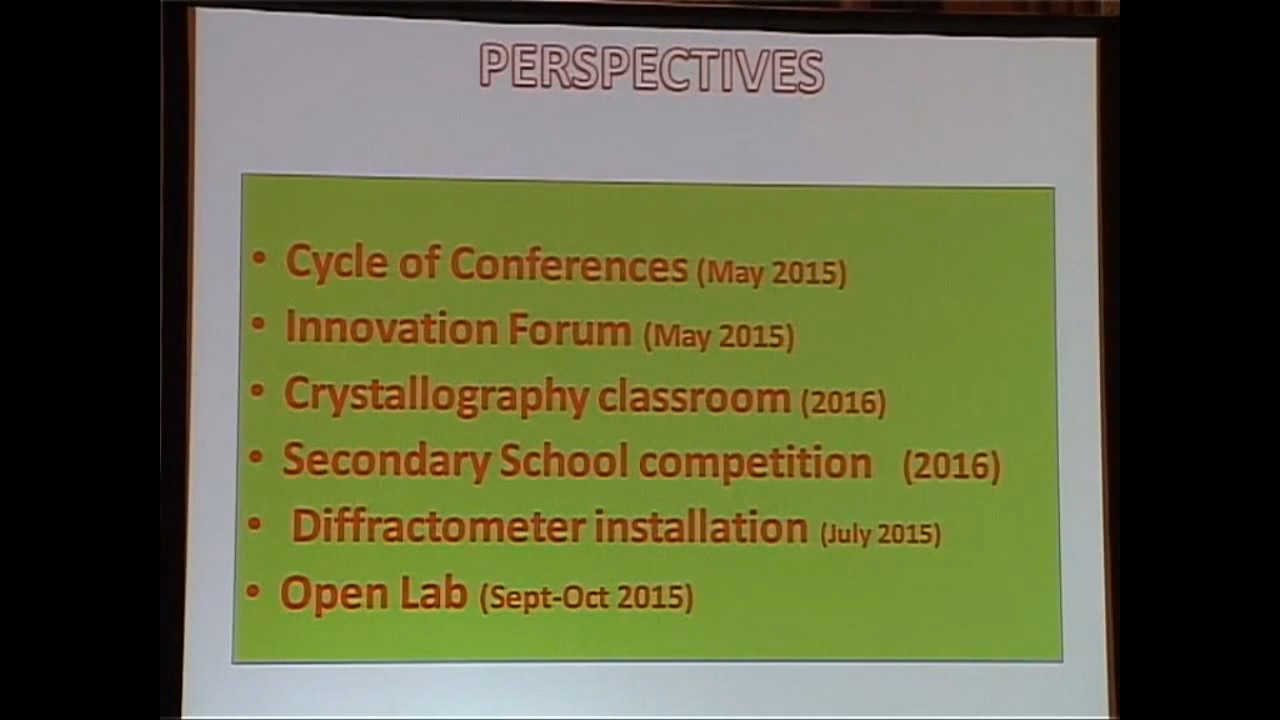 PERSPECTIVES
• Cycle of Conferences (May 2015)
• Innovation Forum (May 2015)
• Crystallography classroom (2016)
• Secondary School competition (2016)
• Diffractometer installation (July 2015)
• Open Lab (Sept-Oct 2015)